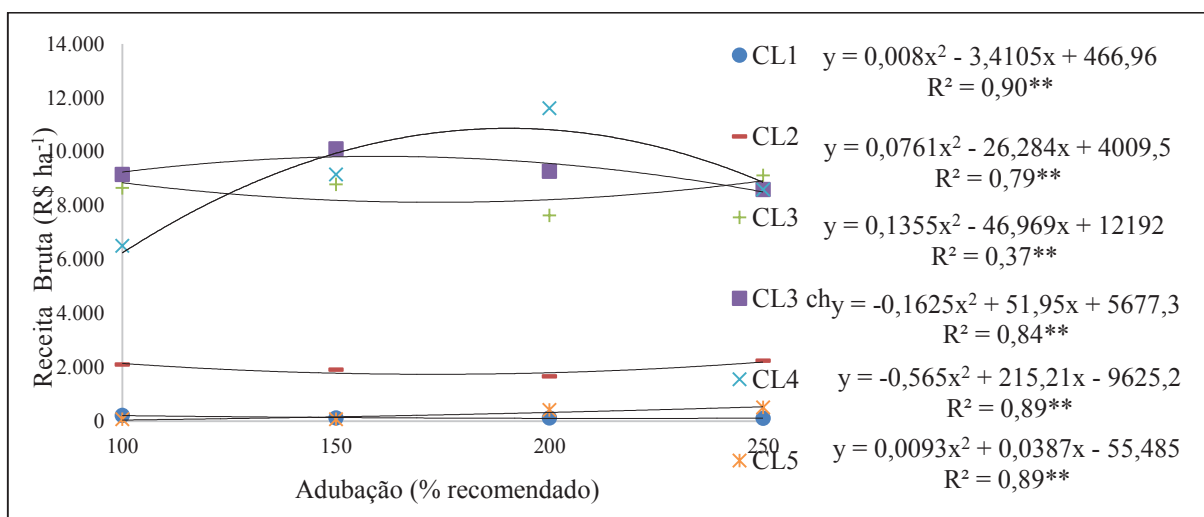 14.000
12.000
10.000
8.000
6.000
4.000
2.000
0
Receita Bruta (R$ ha-1)
100 150 200 250
Adubação (% recomendado)
CL1 y = 0,008x² - 3,4105x + 466,96
R² = 0,90**
CL2 y = 0,0761x² - 26,284x + 4009,5
R² = 0,79**
CL3 y = 0,1355x² - 46,969x + 12192
R² = 0,37**
CL3 ch y = -0,1625x² + 51,95x + 5677,3
R² = 0,84**
CL4 y = -0,565x² + 215,21x - 9625,2
R² = 0,89**
CL5 y = 0,0093x² + 0,0387x - 55,485
R² = 0,89**